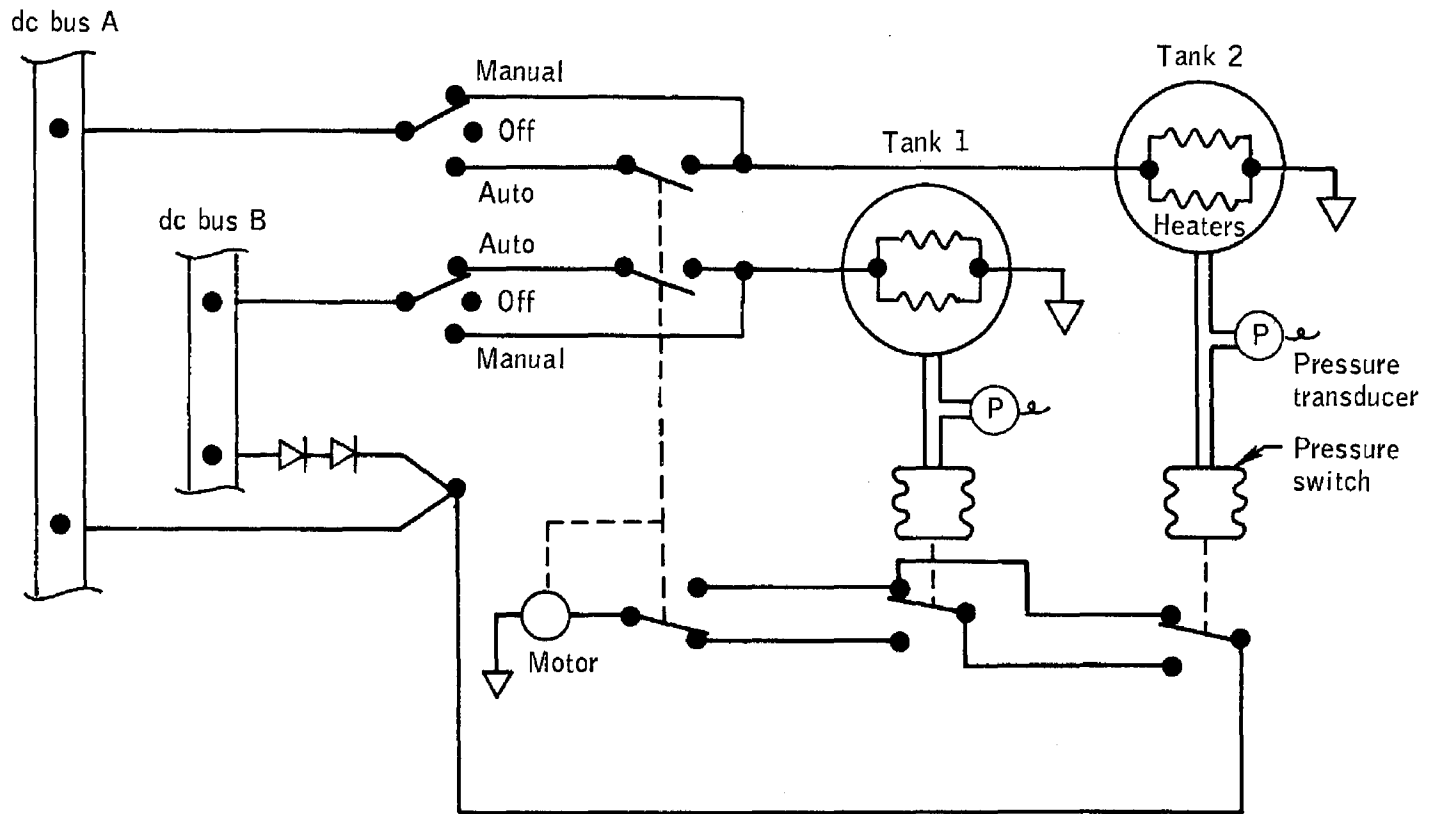 dc bus A
Manual
Off
Auto
dc bus B
Auto
Off
Manual
Tank 1
Tank 2
Heaters
P
P
Pressure
transducer
Pressure
switch
Motor